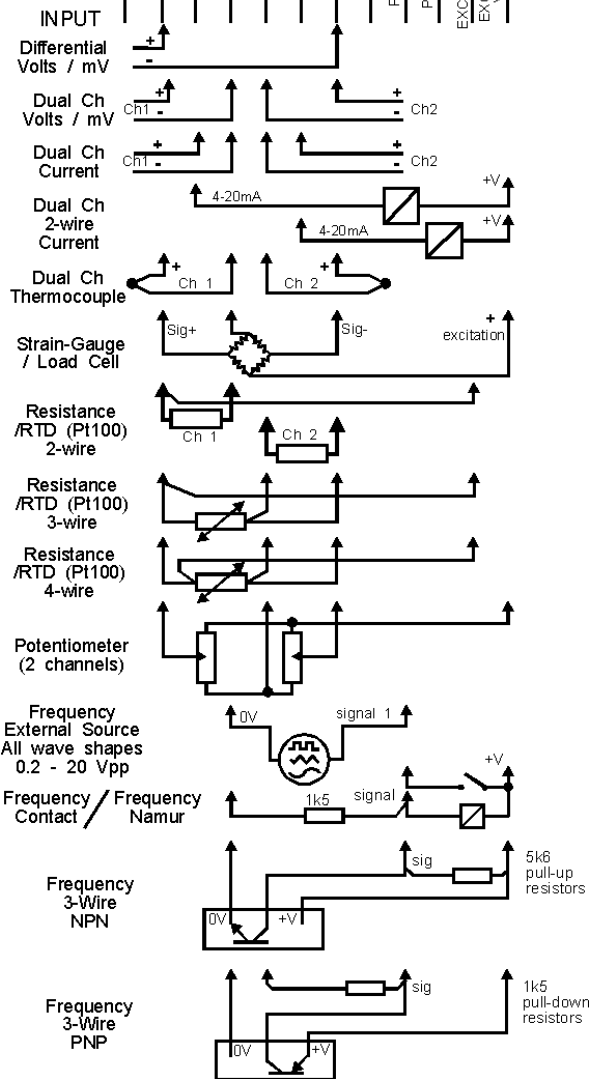 INPUT
EXC
Differential
Volts / mV
+
-
Dual Ch
Volts / mV
Ch1
+
-
+
-
Ch2
Dual Ch
Current
Ch1
+
-
+
-
Ch2
Dual Ch
2-wire
Current
4-20mA
+V
4-20mA
+V
Dual Ch
Thermocouple
+
Ch 1
Ch 2
+
Strain-Gauge
/ Load Cell
Sig+
Sig-
+
excitation
Resistance
/RTD (Pt100)
2-wire
Ch 1
Ch 2
Resistance
/RTD (Pt100)
3-wire
Resistance
/RTD (Pt100)
4-wire
Potentiometer
(2 channels)
Frequency
External Source
All wave shapes
0.2 - 20 Vpp
0V
signal 1
Frequency
Contact
/
Frequency
Namur
1k5
signal
+V
Frequency
3-Wire
NPN
0V
+V
sig
5k6
pull-up
resistors
Frequency
3-Wire
PNP
0V
+V
sig
1k5
pull-down
resistors